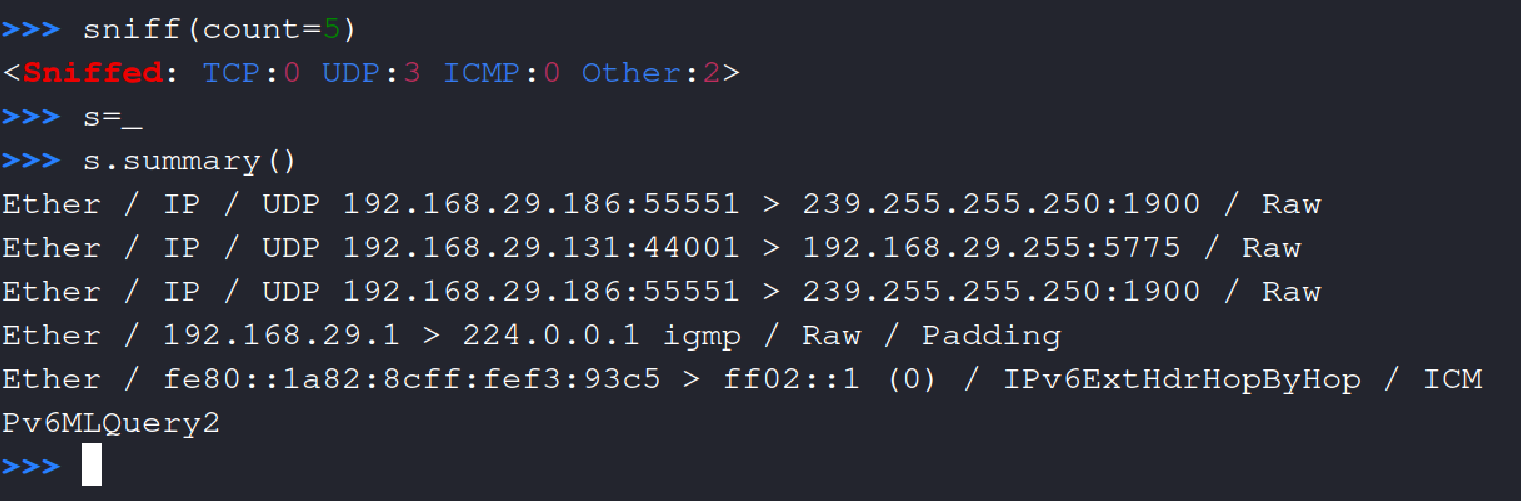 >>> sniff(count=5)
<Sniffed: TCP:0 UDP:3 ICMP:0 Other:2>
>>> s=_
>>> s.summary()
Ether / IP / UDP 192.168.29.186:55551 > 239.255.255.250:1900 / Raw
Ether / IP / UDP 192.168.29.131:44001 > 192.168.29.255:5775 / Raw
Ether / IP / UDP 192.168.29.186:55551 > 239.255.255.250:1900 / Raw
Ether / 192.168.29.1 > 224.0.0.1 igmp / Raw / Padding
Ether / fe80::1a82:8cff:fef3:93c5 > ff02::1 (0) / IPv6ExtHdrHopByHop / ICM
Pv6MLQuery2
>>>